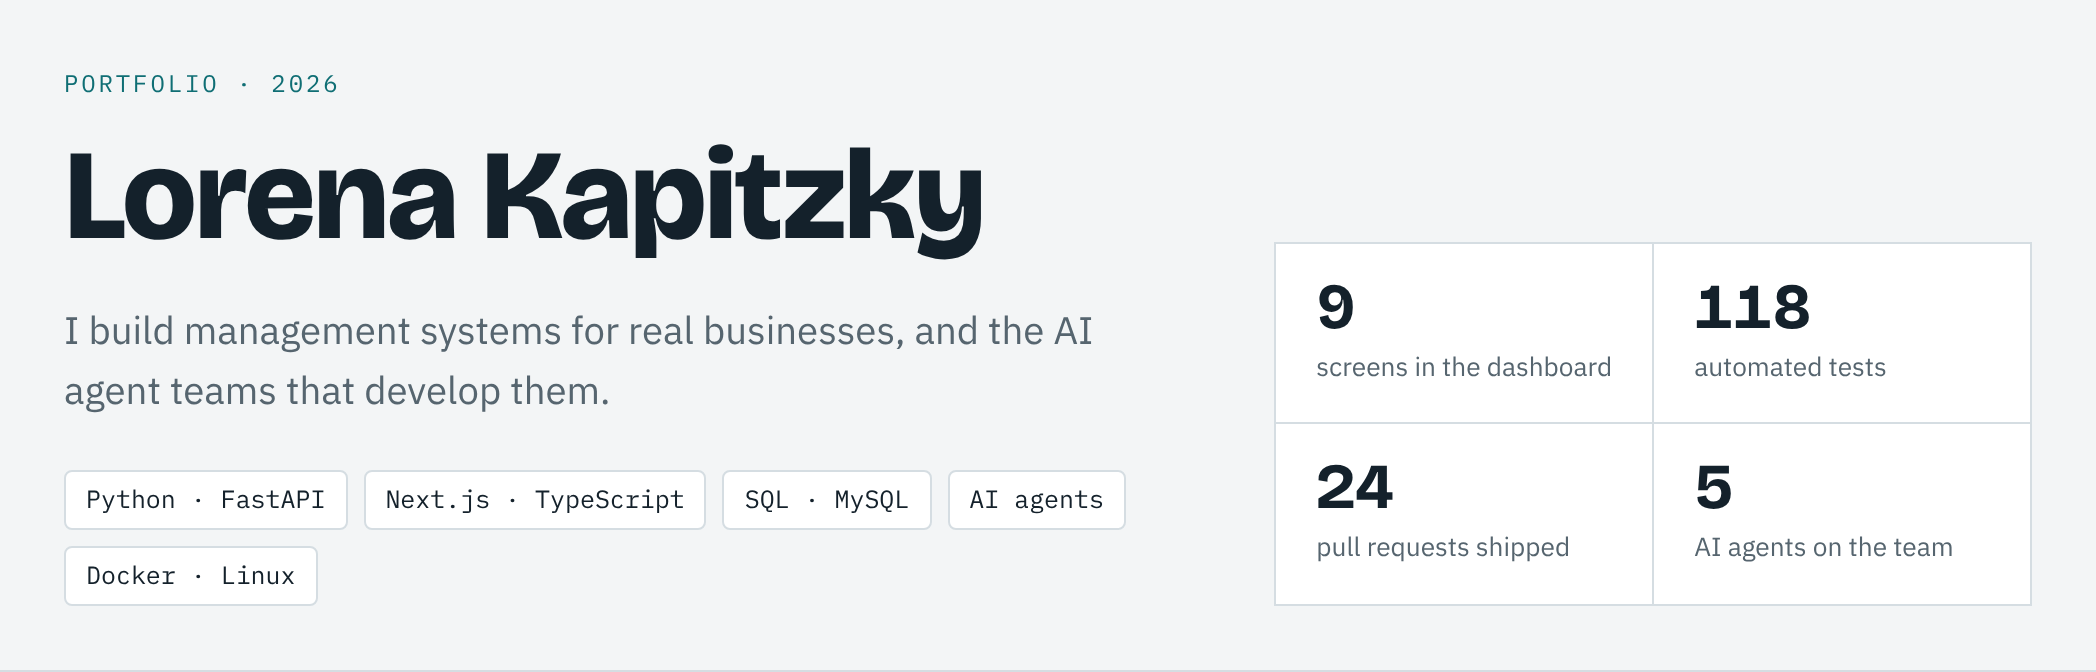 PORTFOLIO · 2026
Lorena Kapitzky
I build management systems for real businesses, and the AI
agent teams that develop them.
Python · FastAPI
Next.js · TypeScript
SQL · MySQL
AI agents
Docker · Linux
9
screens in the dashboard
118
automated tests
24
pull requests shipped
5
AI agents on the team